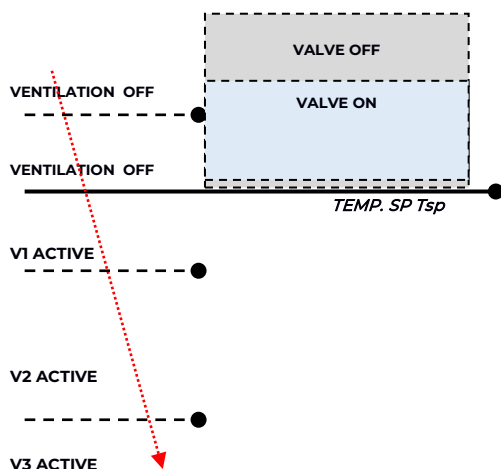 VALVE OFF
VENTILATION OFF
VALVE ON
VENTILATION OFF
TEMP. SP Tsp
V1 ACTIVE
V2 ACTIVE
V3 ACTIVE